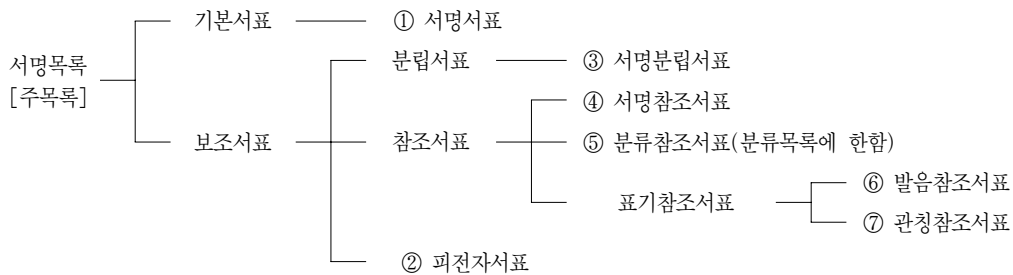 기본서표
① 서명서표
서명목록
[주목록]
분립서표
③ 서명분립서표
④ 서명참조서표
보조서표
참조서표
⑤ 분류참조서표(분류목록에 한함)
⑥ 발음참조서표
표기참조서표
⑦ 관칭참조서표
② 피전자서표